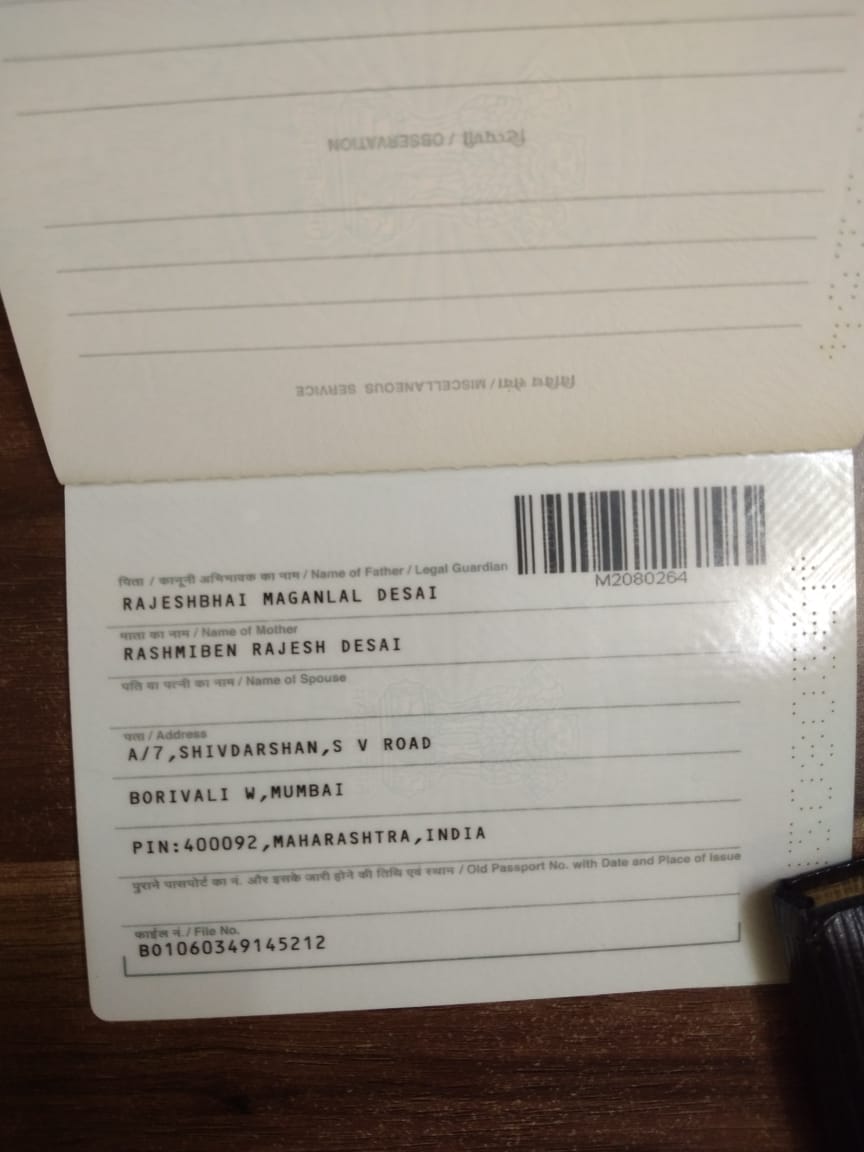 टिप्पणी / OBSERVATION
विविध सेवा / MISCELLANEOUS SERVICE
M2080264
पिता / कानूनी अभिभावक का नाम / Name of Father / Legal Guardian
RAJESHBHAI MAGANLAL DESAI
माता का नाम / Name of Mother
RASHMIBEN RAJESH DESAI
पति या पत्नी का नाम / Name of Spouse
पता / Address
A/7,SHIVDARSHAN,S V ROAD
BORIVALI W,MUMBAI
PIN:400092,MAHARASHTRA,INDIA
पुराने पासपोर्ट का नं. और इसके जारी होने की तिथि एवं स्थान / Old Passport No. with Date and Place of Issue
फाईल नं./ File No.
B01060349145212